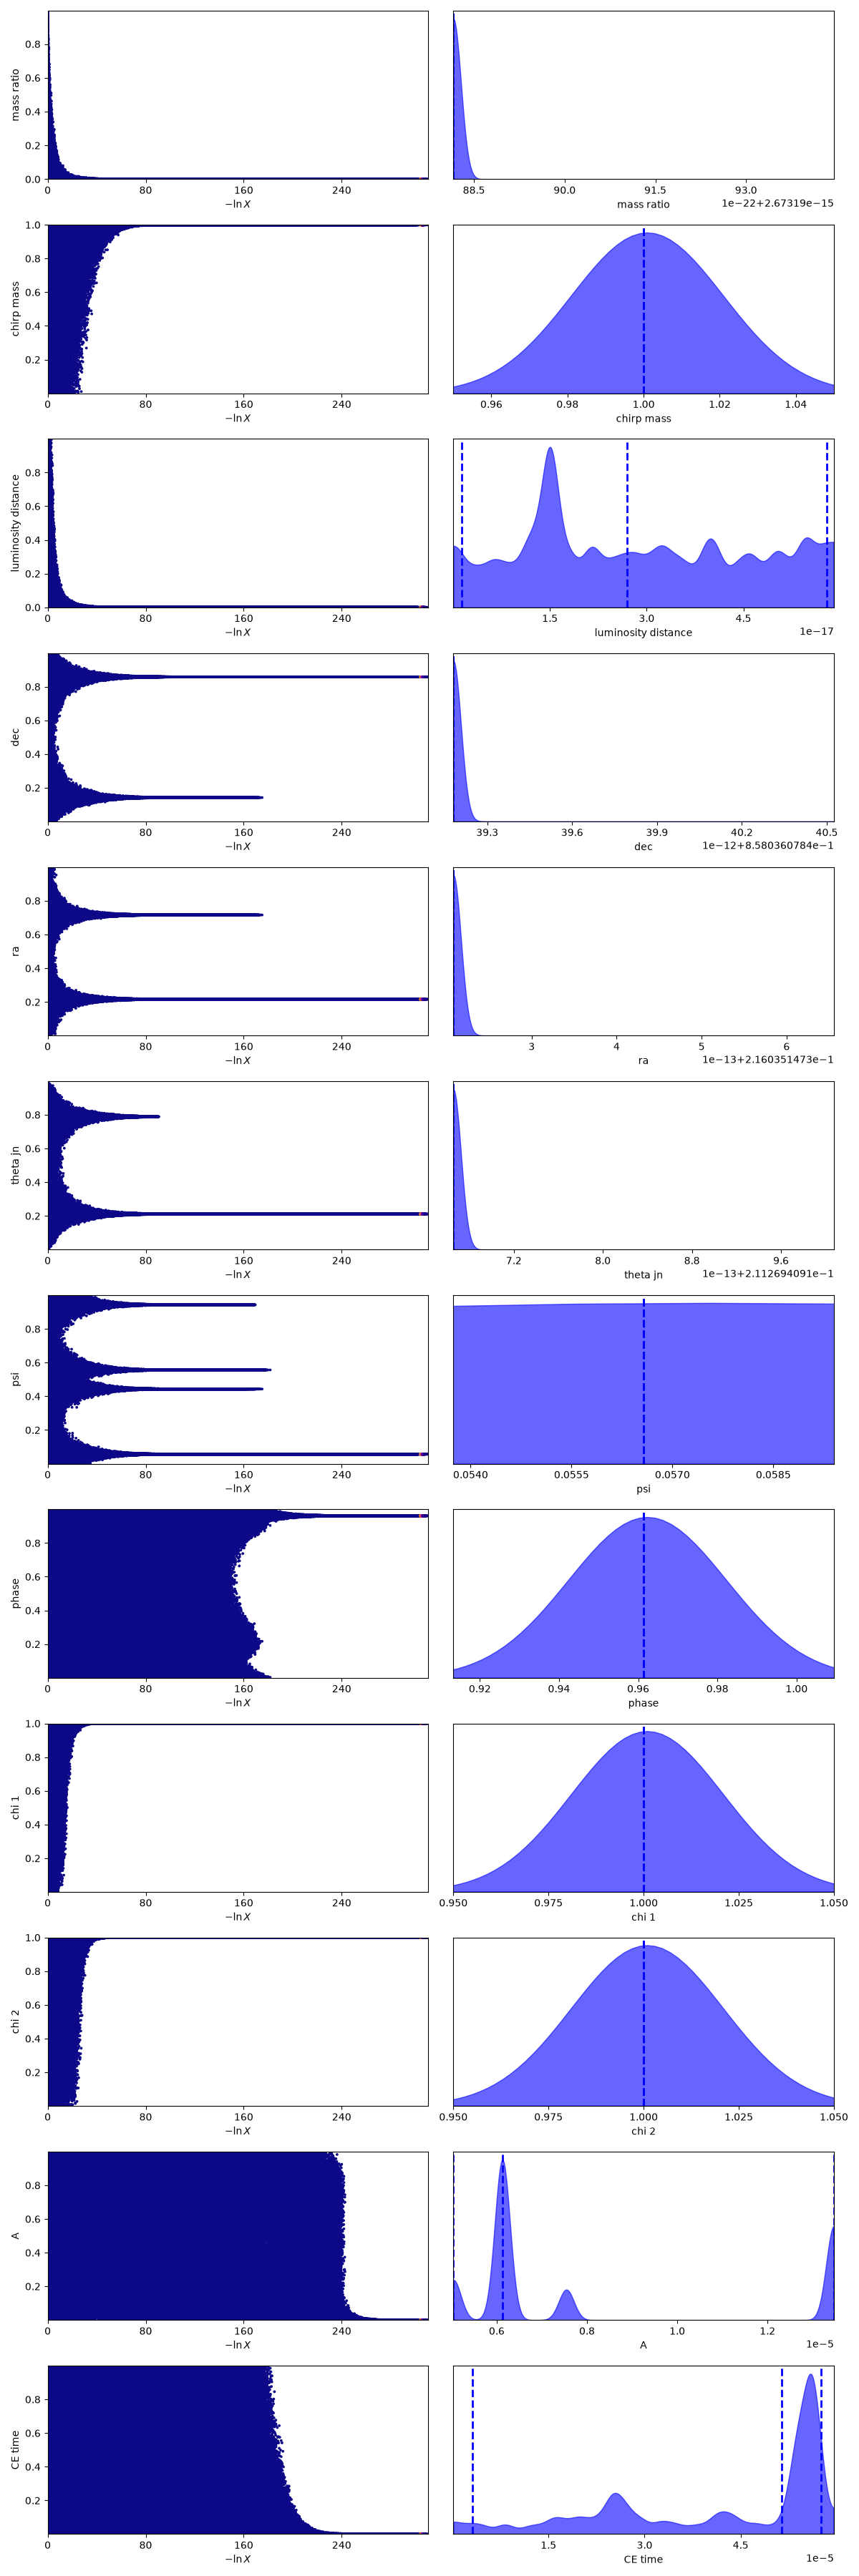 0.8
0.6
0.4
0.2
0.0
mass ratio
0 80 160 240
−ln X
88.5 90.0 91.5 93.0
mass ratio
1e−22+2.67319e−15
1.0
0.8
0.6
0.4
0.2
chirp mass
0 80 160 240
−ln X
0.96 0.98 1.00 1.02 1.04
chirp mass
0.8
0.6
0.4
0.2
0.0
luminosity distance
0 80 160 240
−ln X
1.5 3.0 4.5
luminosity distance
1e−17
0.8
0.6
0.4
0.2
dec
0 80 160 240
−ln X
39.3 39.6 39.9 40.2 40.5
dec
1e−12+8.580360784e−1
0.8
0.6
0.4
0.2
ra
0 80 160 240
−ln X
3 4 5 6
ra
1e−13+2.160351473e−1
0.8
0.6
0.4
0.2
theta jn
0 80 160 240
−ln X
7.2 8.0 8.8 9.6
theta jn
1e−13+2.112694091e−1
0.8
0.6
0.4
0.2
psi
0 80 160 240
−ln X
0.0540 0.0555 0.0570 0.0585
psi
0.8
0.6
0.4
0.2
phase
0 80 160 240
−ln X
0.92 0.94 0.96 0.98 1.00
phase
1.0
0.8
0.6
0.4
0.2
chi 1
0 80 160 240
−ln X
0.950 0.975 1.000 1.025 1.050
chi 1
1.0
0.8
0.6
0.4
0.2
chi 2
0 80 160 240
−ln X
0.950 0.975 1.000 1.025 1.050
chi 2
0.8
0.6
0.4
0.2
A
0 80 160 240
−ln X
0.6 0.8 1.0 1.2
A
1e−5
0.8
0.6
0.4
0.2
CE time
0 80 160 240
−ln X
1.5 3.0 4.5
CE time
1e−5